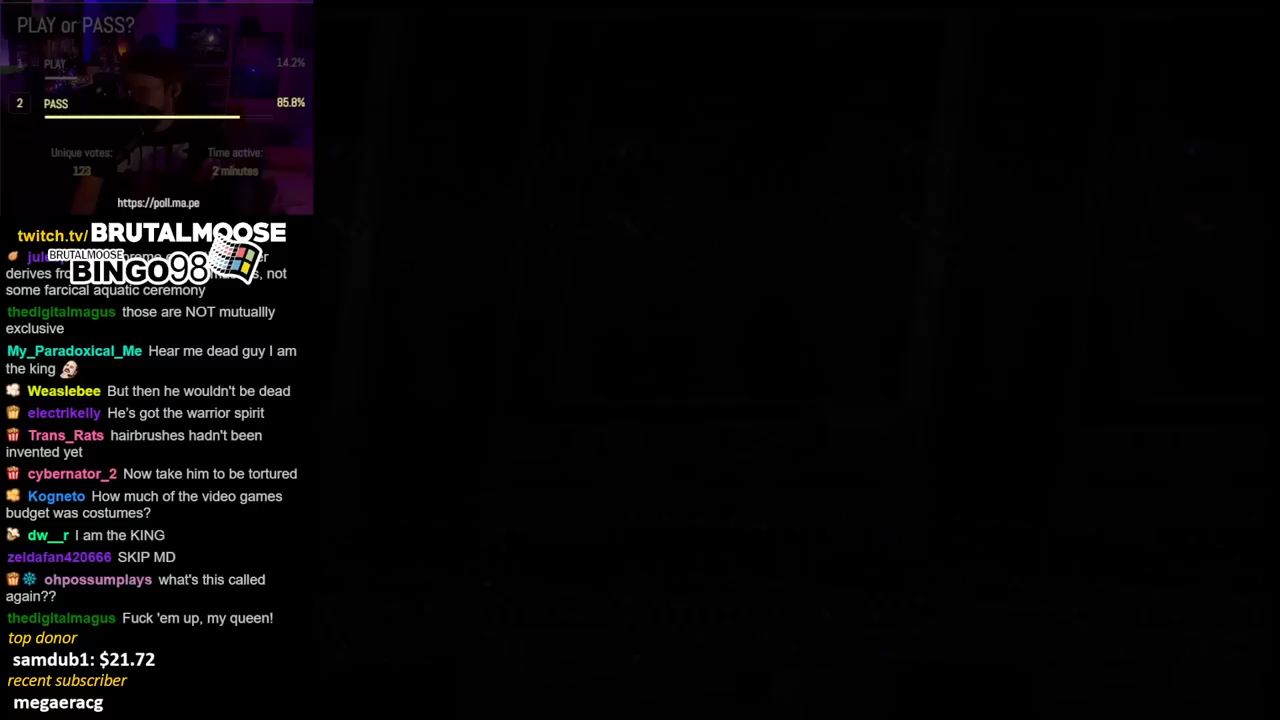 PLAY or PASS?
1 PLAY 14.2%
2 PASS 85.8%
Unique votes: Time active:
123 2 minutes
https://poll.ma.pe
twitch.tv/BRUTALMOOSE
BRUTALMOOSE
BINGO98
derives not
some farcical aquatic ceremony
thedigitalmagus those are NOT mutuallly
exclusive
My_Paradoxical_Me Hear me dead guy I am
the king
Weaslebee But then he wouldn't be dead
electrikelly He's got the warrior spirit
Trans_Rats hairbrushes hadn't been
invented yet
cybernator_2 Now take him to be tortured
Kogneto How much of the video games
budget was costumes?
dw__r I am the KING
zeldafan420666 SKIP MD
ohpossumplays what's this called
again??
thedigitalmagus Fuck 'em up, my queen!
top donor
samdub1: $21.72
recent subscriber
megaeracg